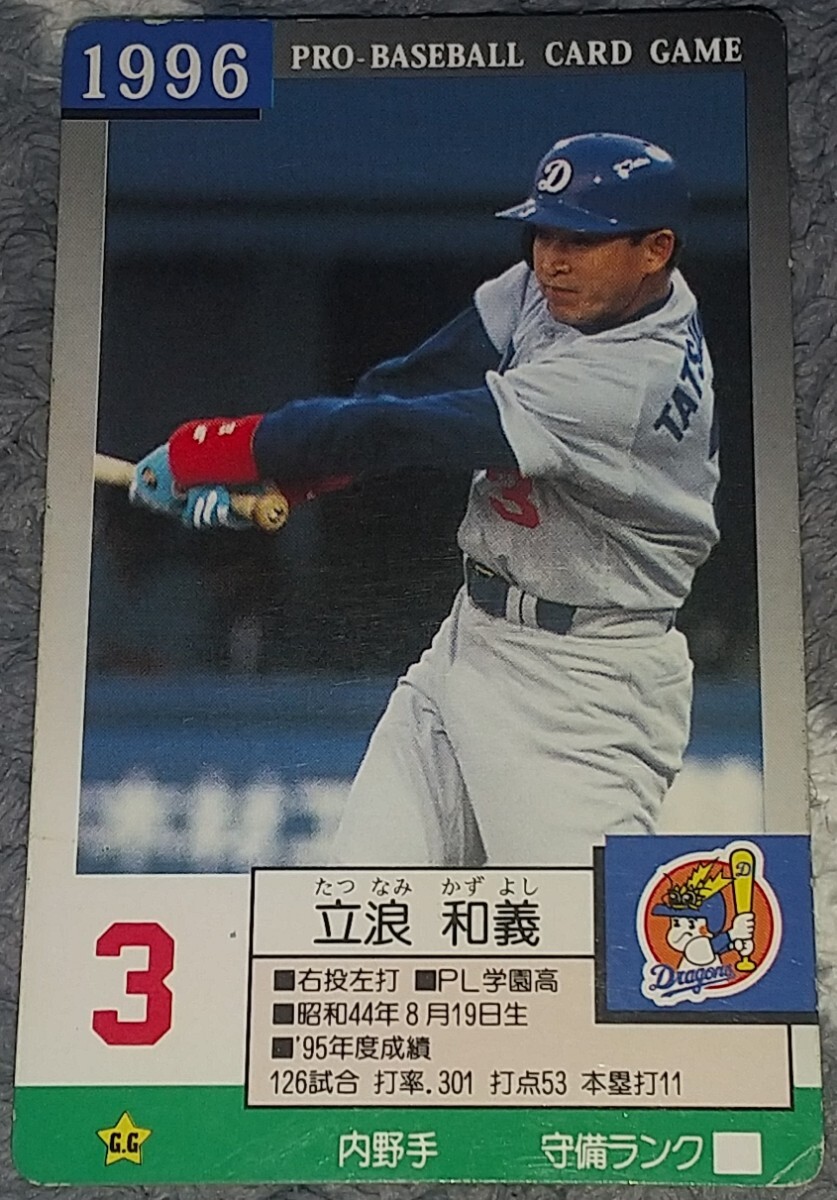 1996 PRO-BASEBALL CARD GAME
D
TATSU
3
3
たつ なみ かず よし
立浪 和義
D
Dragons
■右投左打 ■PL学園高
■昭和44年8月19日生
■'95年度成績
126試合 打率.301 打点53 本塁打11
G.G 内野手 守備ランク